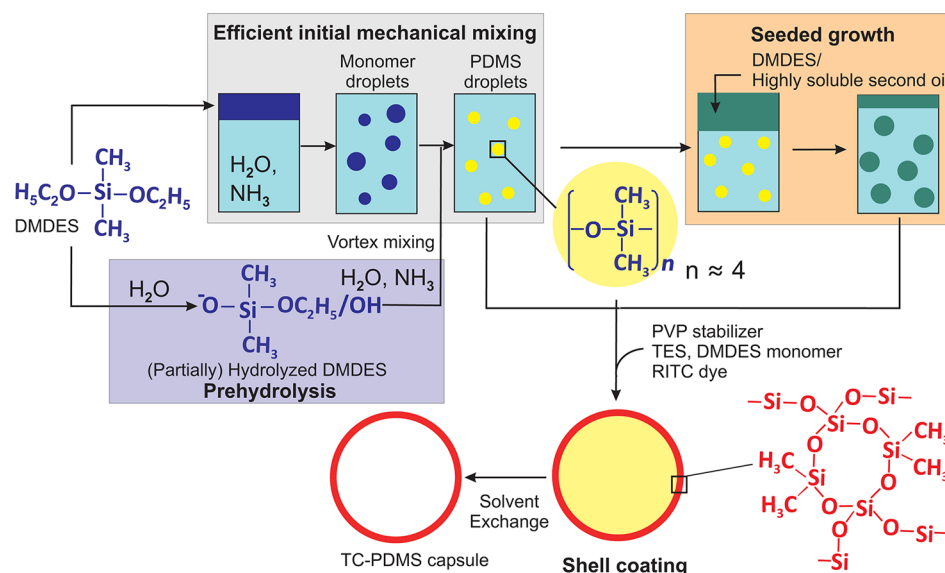 Efficient initial mechanical mixing
Monomer
droplets
PDMS
droplets
H₂O,
NH₃
Seeded growth
DMDES/
Highly soluble second oi
CH₃
H₅C₂O—Si—OC₂H₅
CH₃
DMDES
Vortex mixing
H₂O
H₂O, NH₃
CH₃
⁻O—Si—OC₂H₅/OH
CH₃
(Partially) Hydrolyzed DMDES
Prehydrolysis
CH₃
—O—Si—
CH₃
n
n ≈ 4
PVP stabilizer
TES, DMDES monomer
RITC dye
Solvent
Exchange
TC-PDMS capsule
Shell coating
—Si—O—Si—
O
Si—O
CH₃
O
Si
CH₃
H₃C
Si
O
H₃C
O—Si
O
O—Si—
Si